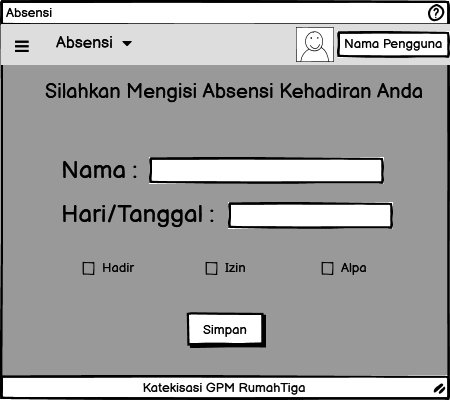 Absensi
?
Absensi
Nama Pengguna
Silahkan Mengisi Absensi Kehadiran Anda
Nama :
Hari/Tanggal :
Hadir Izin Alpa
Simpan
Katekisasi GPM RumahTiga